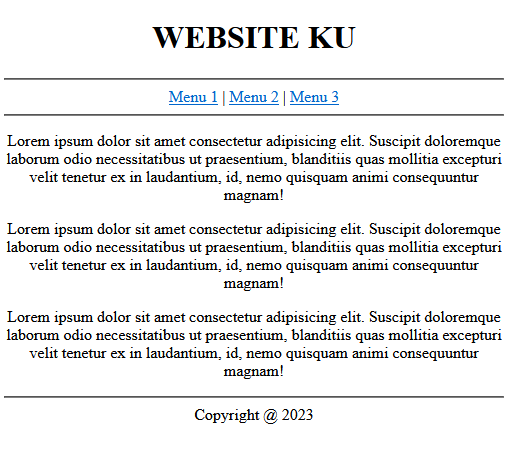 WEBSITE KU
Menu 1 | Menu 2 | Menu 3
Lorem ipsum dolor sit amet consectetur adipisicing elit. Suscipit doloremque
laborum odio necessitatibus ut praesentium, blanditiis quas mollitia excepturi
velit tenetur ex in laudantium, id, nemo quisquam animi consequuntur
magnam!
Lorem ipsum dolor sit amet consectetur adipisicing elit. Suscipit doloremque
laborum odio necessitatibus ut praesentium, blanditiis quas mollitia excepturi
velit tenetur ex in laudantium, id, nemo quisquam animi consequuntur
magnam!
Lorem ipsum dolor sit amet consectetur adipisicing elit. Suscipit doloremque
laborum odio necessitatibus ut praesentium, blanditiis quas mollitia excepturi
velit tenetur ex in laudantium, id, nemo quisquam animi consequuntur
magnam!
Copyright @ 2023